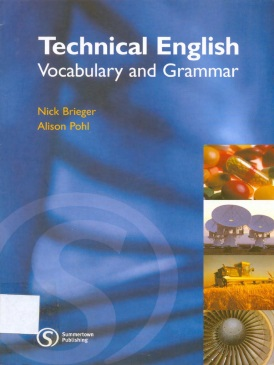 Technical English
Vocabulary and Grammar
Nick Brieger
Alison Pohl
S
Summertown
Publishing